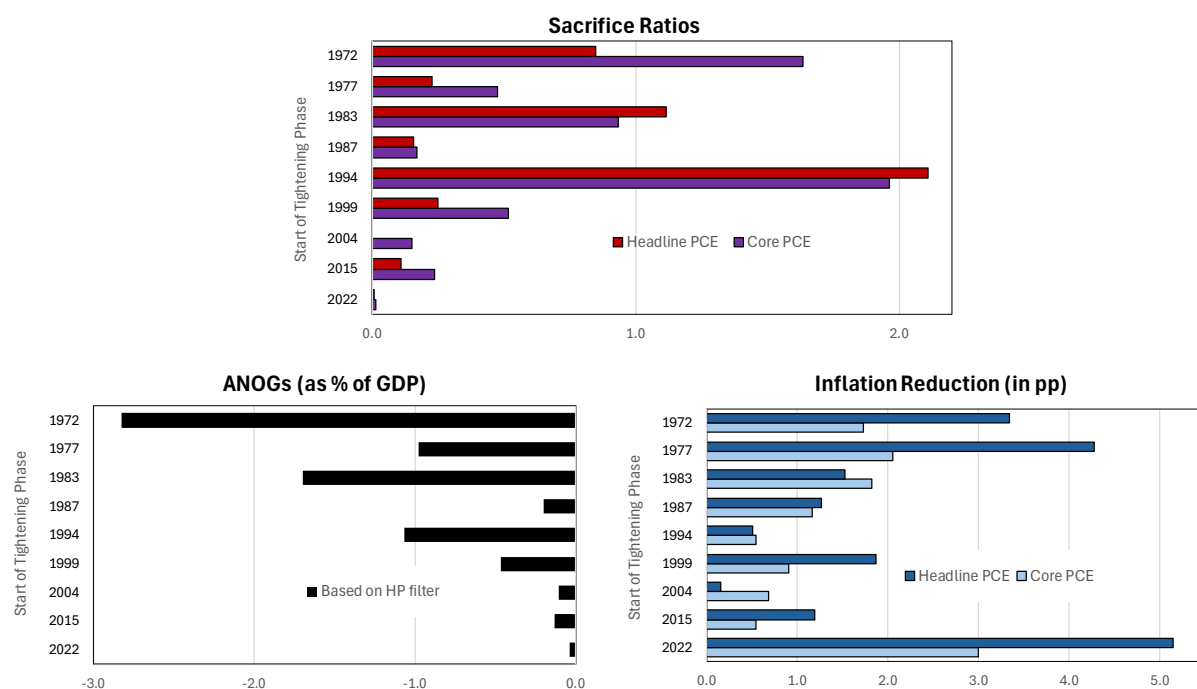 Sacrifice Ratios
Start of Tightening Phase
1972
1977
1983
1987
1994
1999
2004
2015
2022
Headline PCE Core PCE
0.0 1.0 2.0
ANOGs (as % of GDP)
Start of Tightening Phase
1972
1977
1983
1987
1994
1999
2004
2015
2022
Based on HP filter
-3.0 -2.0 -1.0 0.0
Inflation Reduction (in pp)
Start of Tightening Phase
1972
1977
1983
1987
1994
1999
2004
2015
2022
Headline PCE Core PCE
0.0 1.0 2.0 3.0 4.0 5.0